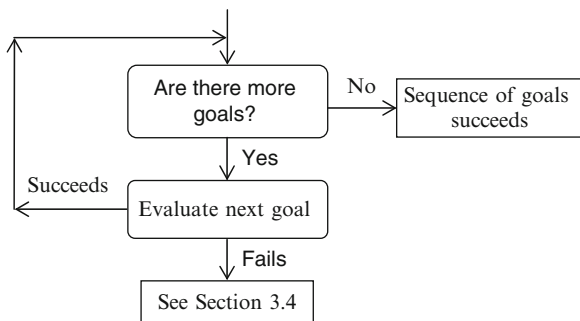 Are there more
goals?
No
Sequence of goals
succeeds
Yes
Succeeds
Evaluate next goal
Fails
See Section 3.4